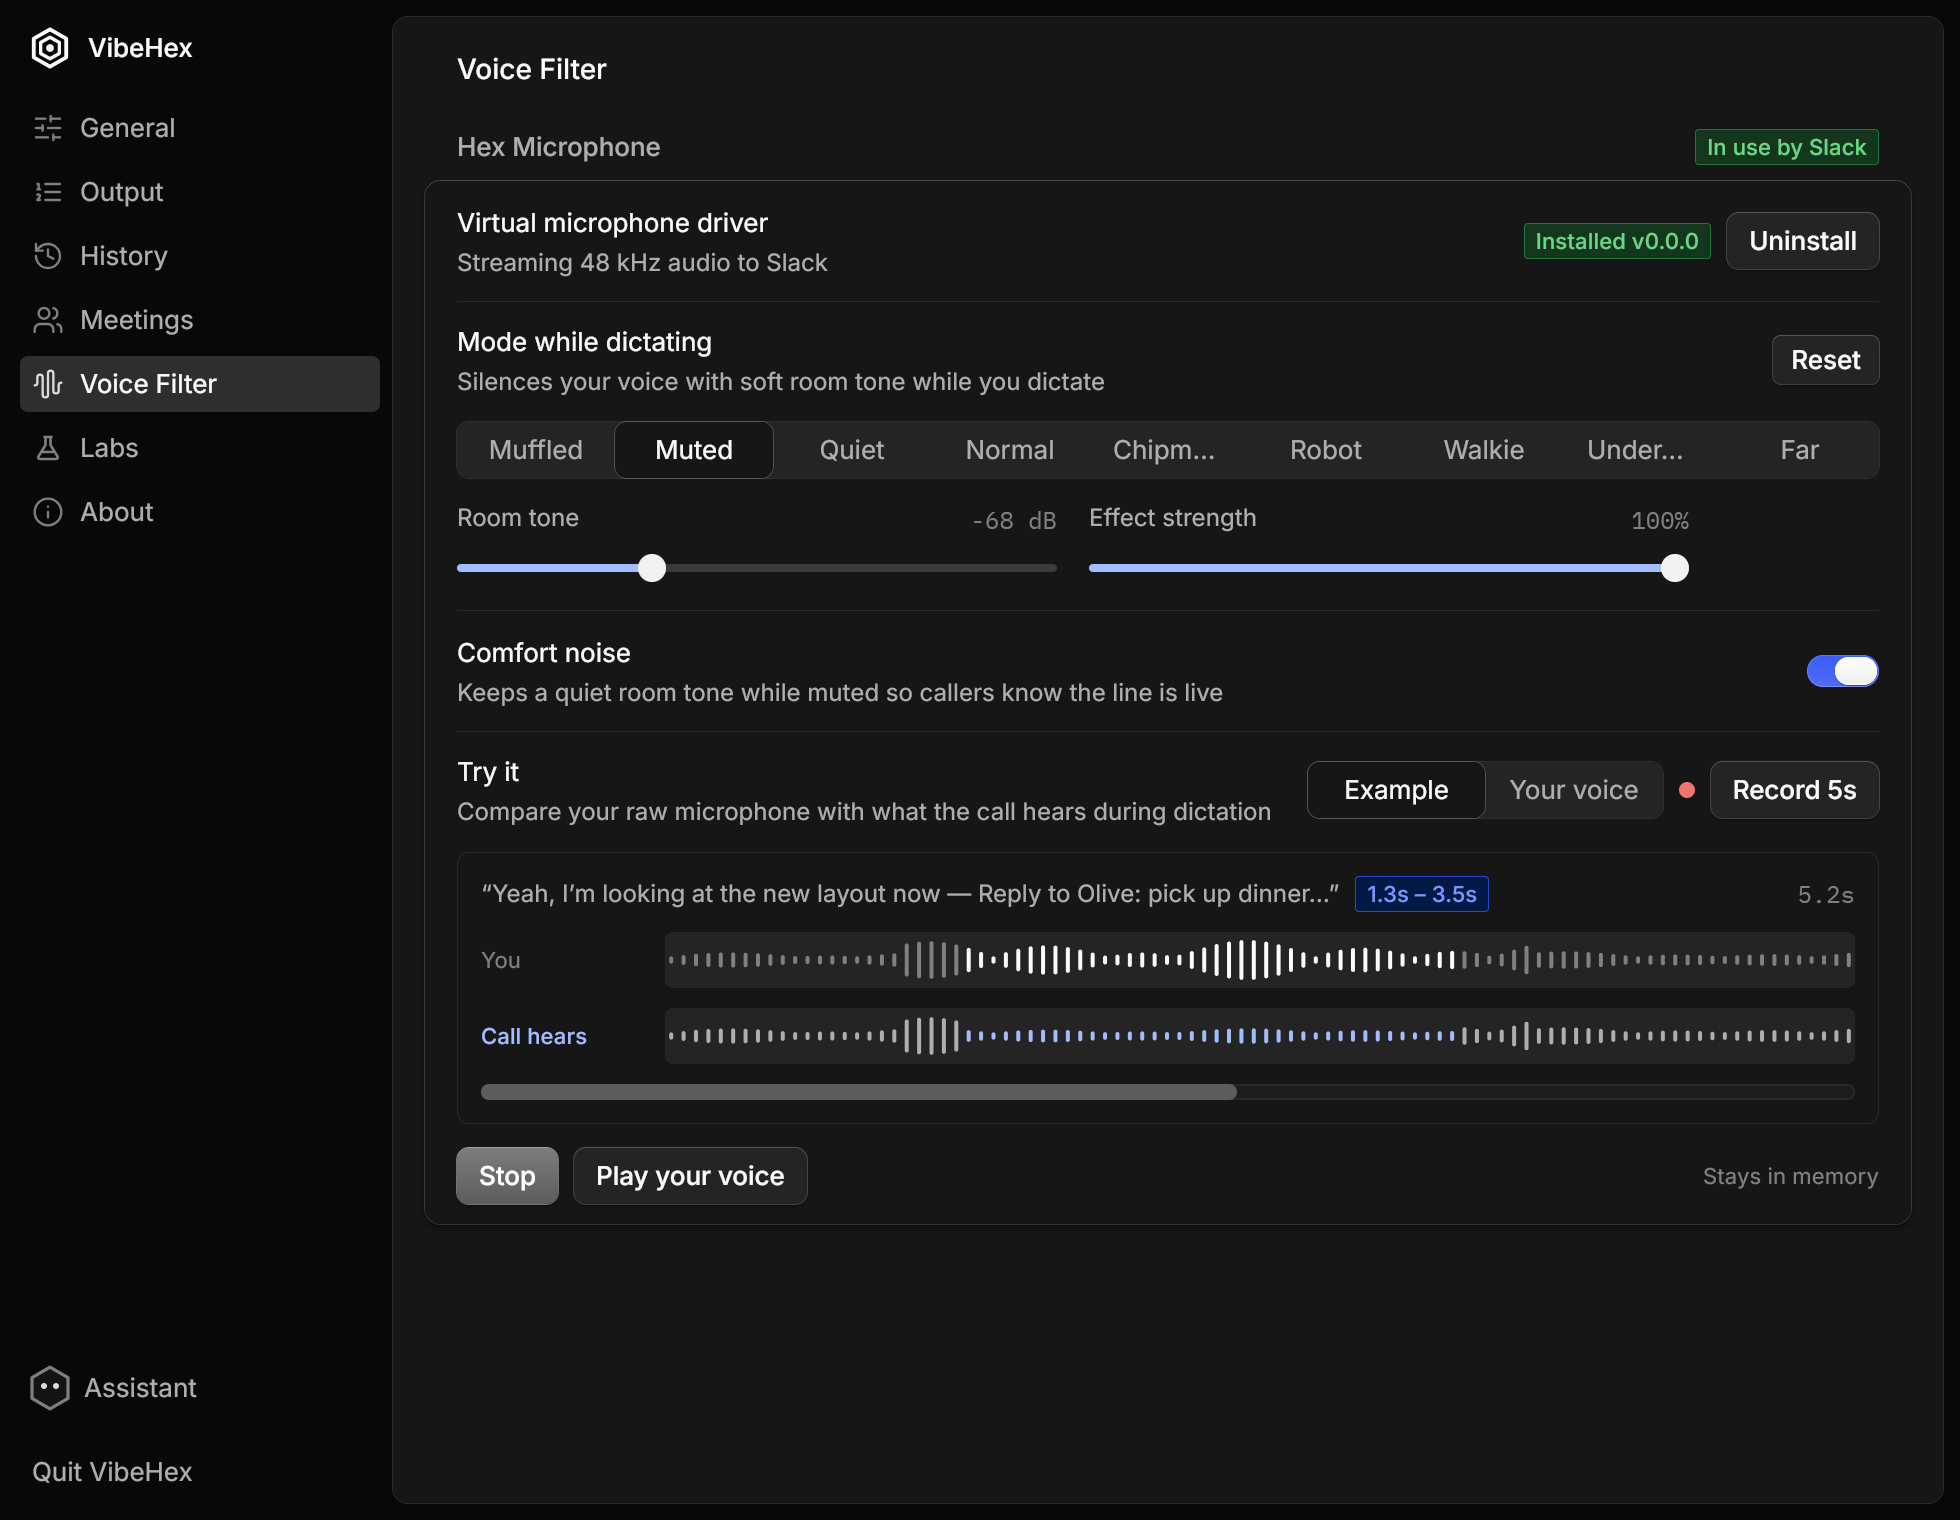 VibeHex
General
Output
History
Meetings
Voice Filter
Labs
About
Assistant
Quit VibeHex
Voice Filter
Hex Microphone
In use by Slack
Virtual microphone driver
Streaming 48 kHz audio to Slack
Installed v0.0.0
Uninstall
Mode while dictating
Silences your voice with soft room tone while you dictate
Reset
Muffled Muted Quiet Normal Chipm... Robot Walkie Under... Far
Room tone -68 dB Effect strength 100%
Comfort noise
Keeps a quiet room tone while muted so callers know the line is live
Try it
Compare your raw microphone with what the call hears during dictation
Example Your voice Record 5s
“Yeah, I’m looking at the new layout now — Reply to Olive: pick up dinner...” 1.3s – 3.5s 5.2s
You
Call hears
Stop Play your voice Stays in memory